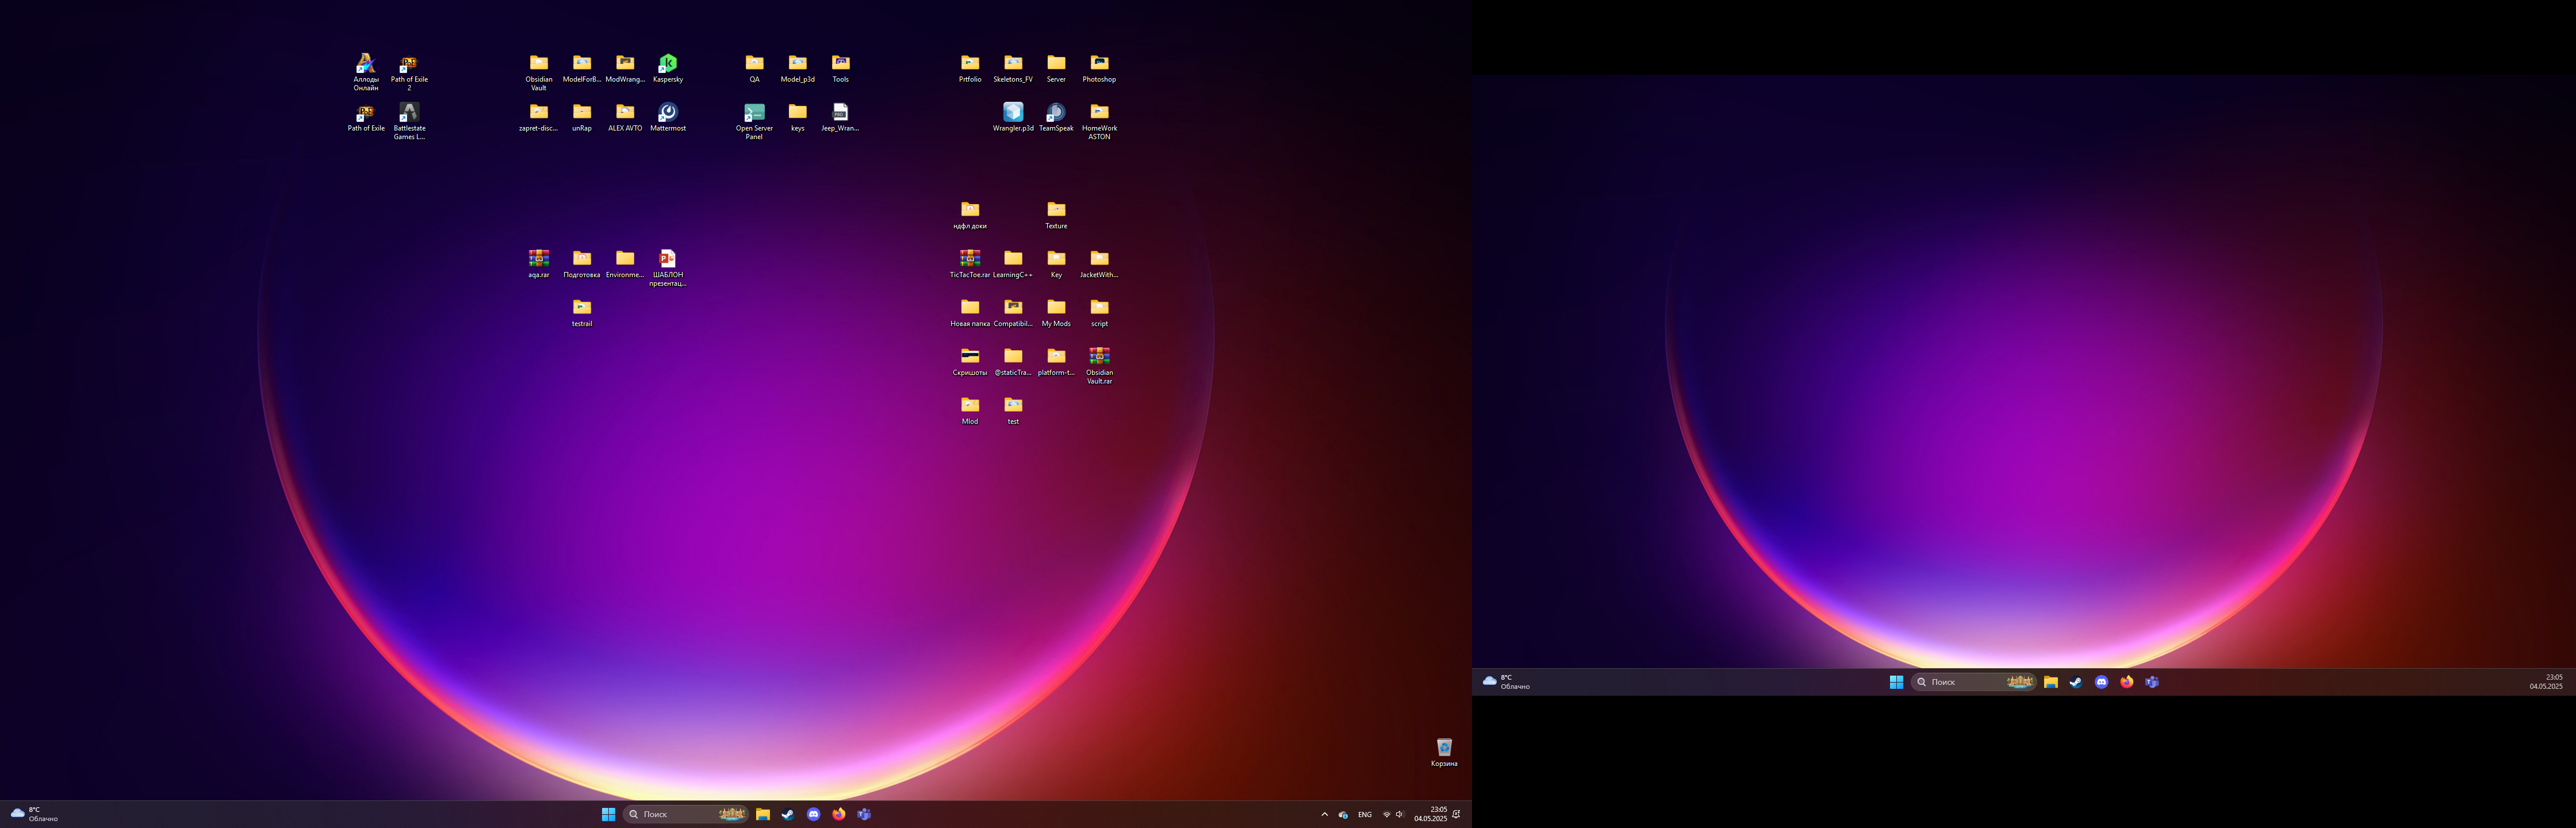 Аллоды
Онлайн
Path of Exile
2
Obsidian
Vault
ModelForB...
ModWrang...
Kaspersky
QA
Model_p3d
Tools
Prtfolio
Skeletons_FV
Server
Photoshop
Path of Exile
Battlestate
Games L...
zapret-disc...
unRap
ALEX AVTO
Mattermost
Open Server
Panel
keys
Jeep_Wran...
Wrangler.p3d
TeamSpeak
HomeWork
ASTON
ндфл доки
Texture
aqa.rar
Подготовка
Environme...
ШАБЛОН
презентац...
TicTacToe.rar
LearningC++
Key
JacketWith...
testrail
Новая папка
Compatibil...
My Mods
script
Скришоты
@staticTra...
platform-t...
Obsidian
Vault.rar
Mlod
test
Корзина
8°C
Облачно
Поиск
ENG
23:05
04.05.2025
8°C
Облачно
Поиск
23:05
04.05.2025